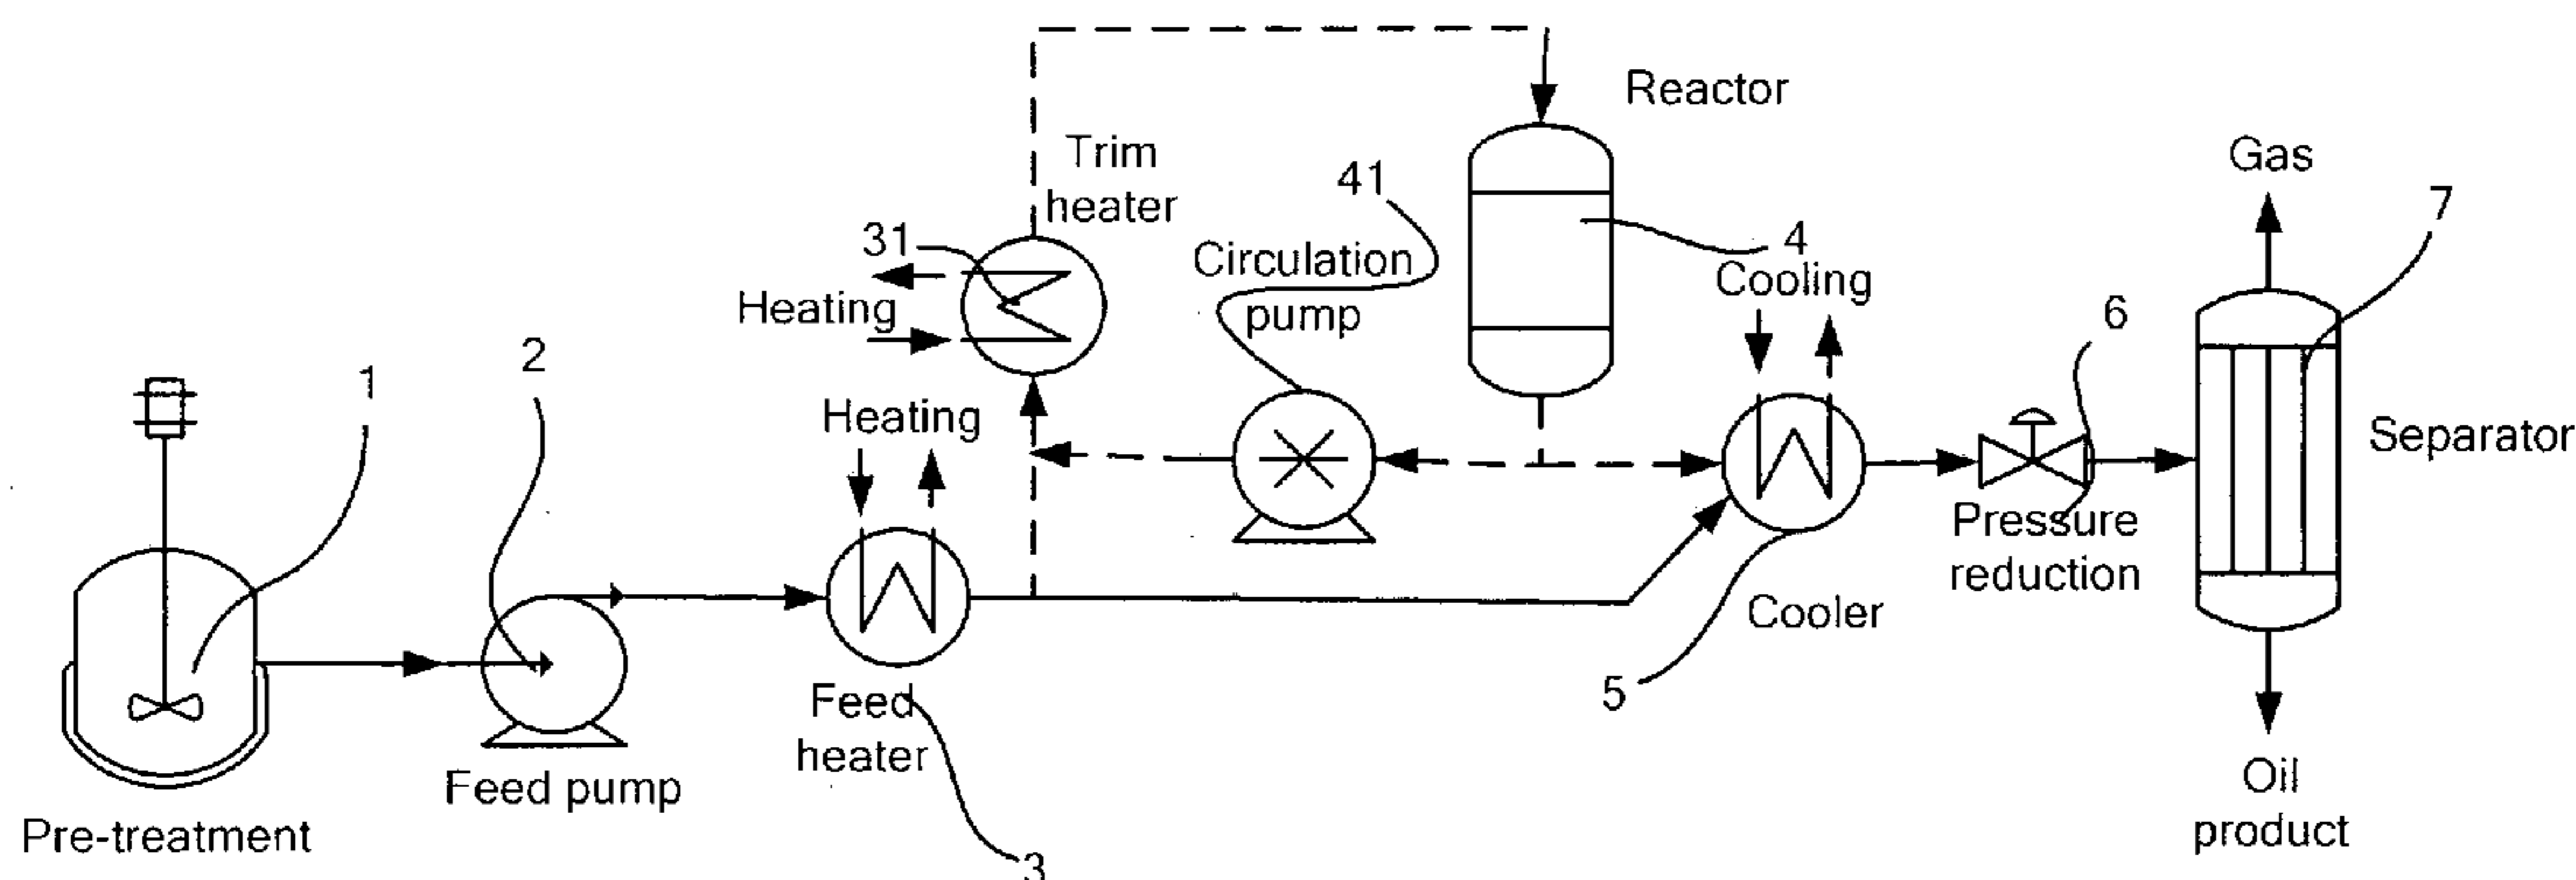 Reactor
Trim
heater
Gas
41
7
31
4
Circulation
pump
Cooling
Heating
6
2
1
Heating
Separator
Pressure
reduction
Cooler
5
Feed
heater
Feed pump
Oil
product
Pre-treatment
3